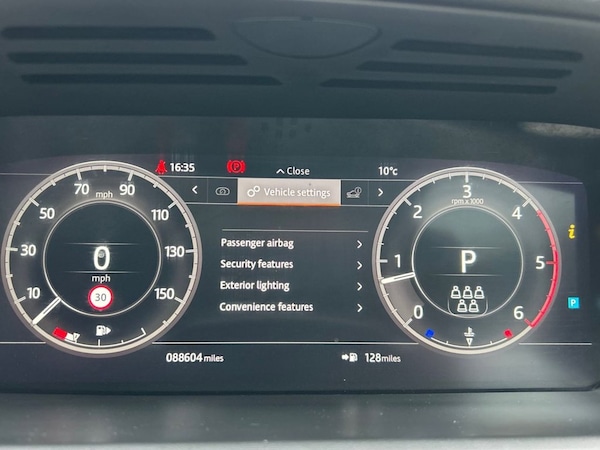 16:35
P
Close
10°c
Vehicle settings
Passenger airbag
Security features
Exterior lighting
Convenience features
10
30
50
70
90
110
130
150
mph
0
mph
30
088604 miles
128 miles
0
1
2
3
4
5
6
rpm x 1000
P
i
P